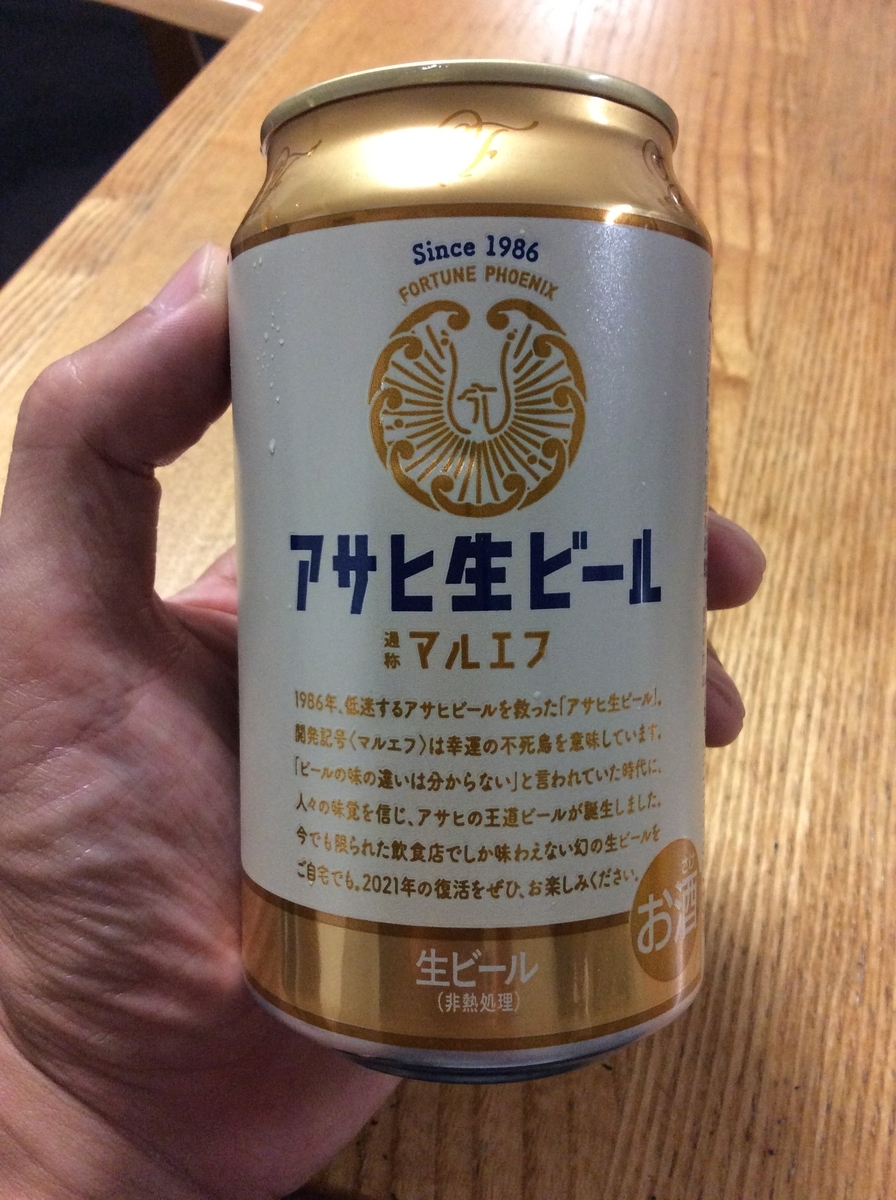 F
Since 1986
FORTUNE PHOENIX
アサヒ生ビール
通称 マルエフ
1986年、低迷するアサヒビールを救った「アサヒ生ビール」。
開発記号〈マルエフ〉は幸運の不死鳥を意味しています。
「ビールの味の違いは分からない」と言われていた時代に、
人々の味覚を信じ、アサヒの王道ビールが誕生しました。
今でも限られた飲食店でしか味わえない幻の生ビールを
ご自宅でも。2021年の復活をぜひ、お楽しみください。
さけ
お酒
生ビール
(非熱処理)